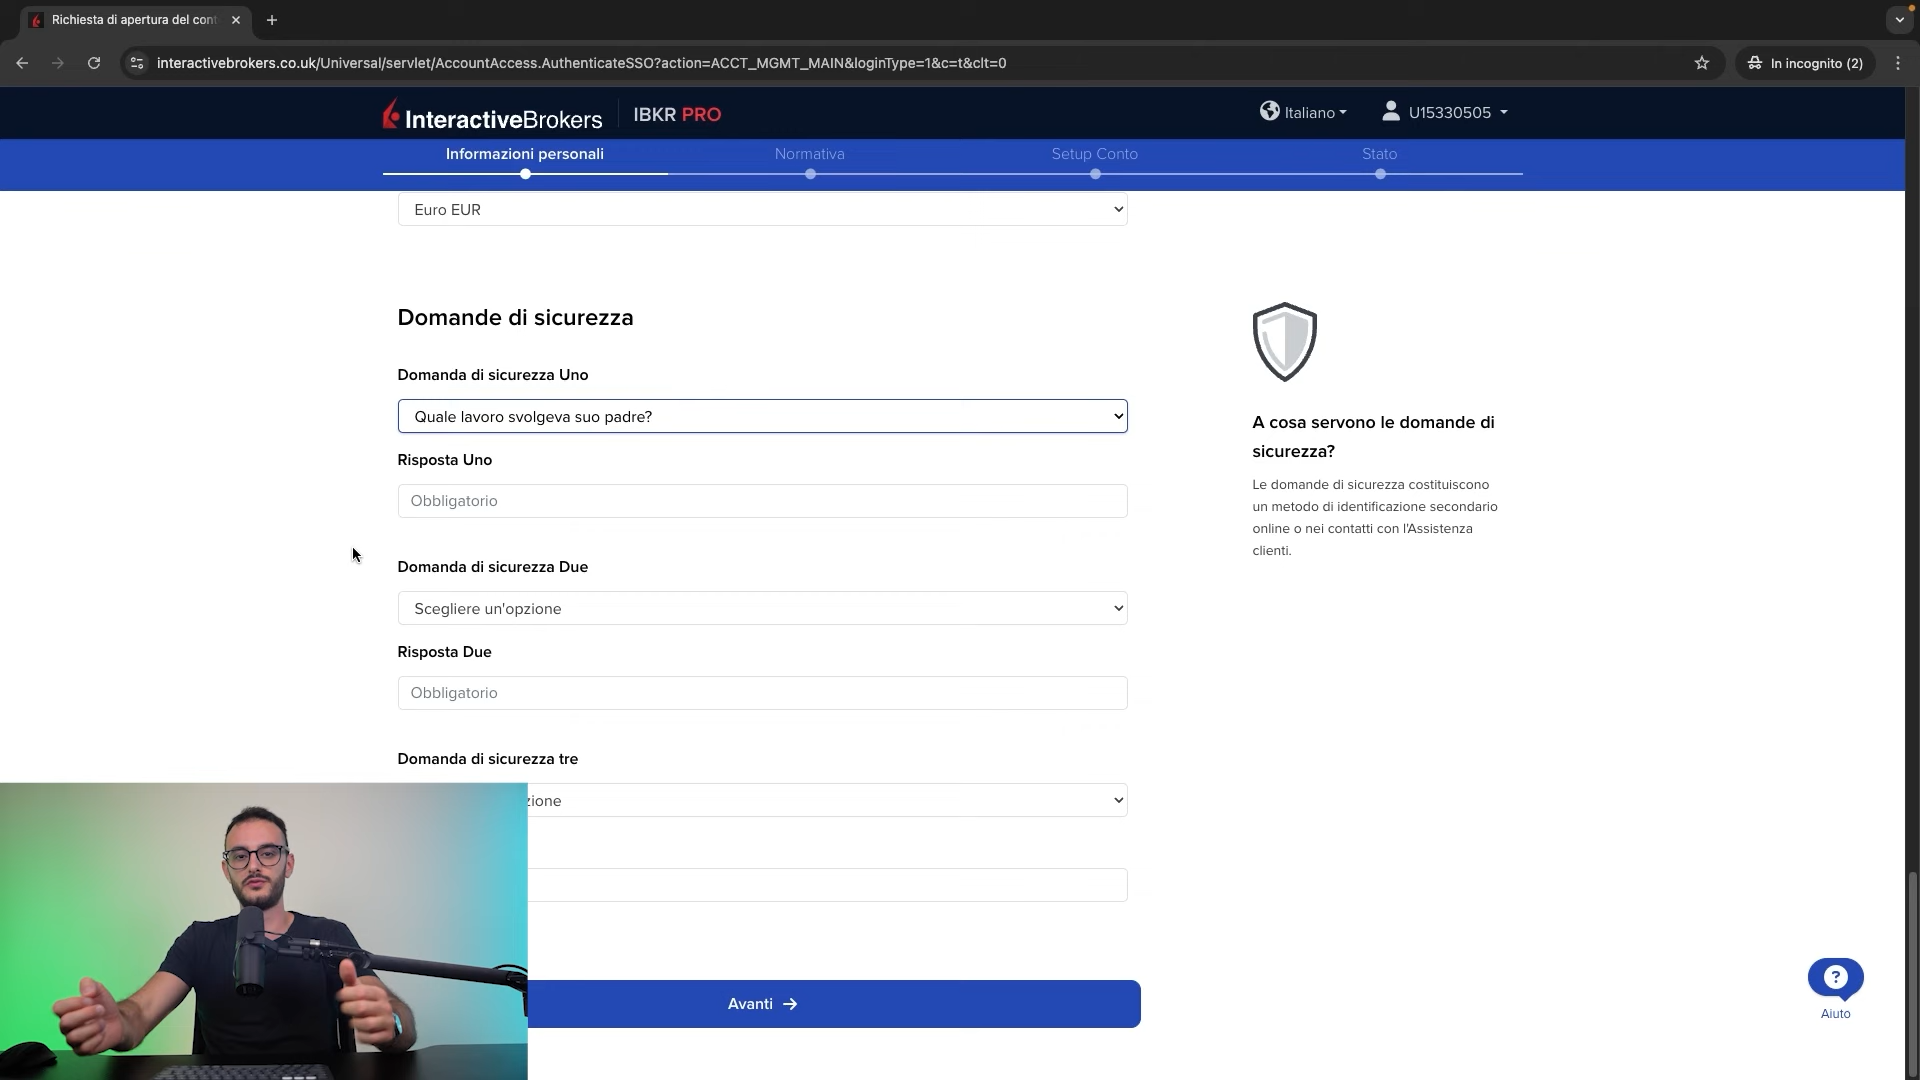 Richiesta di apertura del cont
interactivebrokers.co.uk/Universal/servlet/AccountAccess.AuthenticateSSO?action=ACCT_MGMT_MAIN&loginType=1&c=t&clt=0
In incognito (2)
InteractiveBrokers
IBKR PRO
Italiano
U15330505
Informazioni personali
Normativa
Setup Conto
Stato
Euro EUR
Domande di sicurezza
Domanda di sicurezza Uno
Quale lavoro svolgeva suo padre?
Risposta Uno
Obbligatorio
Domanda di sicurezza Due
Scegliere un'opzione
Risposta Due
Obbligatorio
Domanda di sicurezza tre
zione
Avanti
A cosa servono le domande di
sicurezza?
Le domande di sicurezza costituiscono
un metodo di identificazione secondario
online o nei contatti con l'Assistenza
clienti.
?
Aiuto